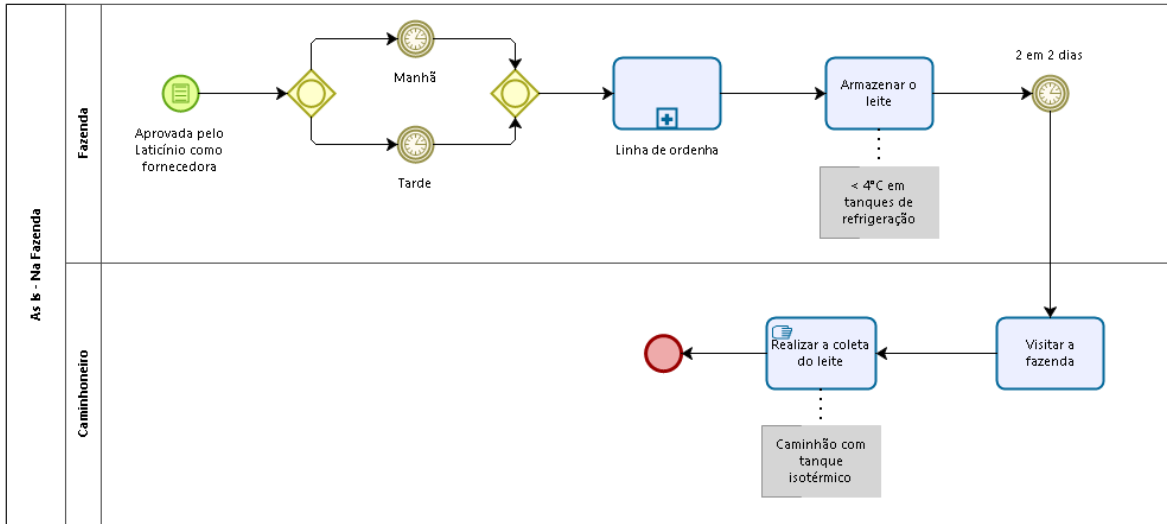 As Is - Na Fazenda
Fazenda
Aprovada pelo
Laticínio como
fornecedora
Manhã
Tarde
Linha de ordenha
Armazenar o
leite
< 4°C em
tanques de
refrigeração
2 em 2 dias
Caminhoneiro
Visitar a
fazenda
Realizar a coleta
do leite
Caminhão com
tanque
isotérmico